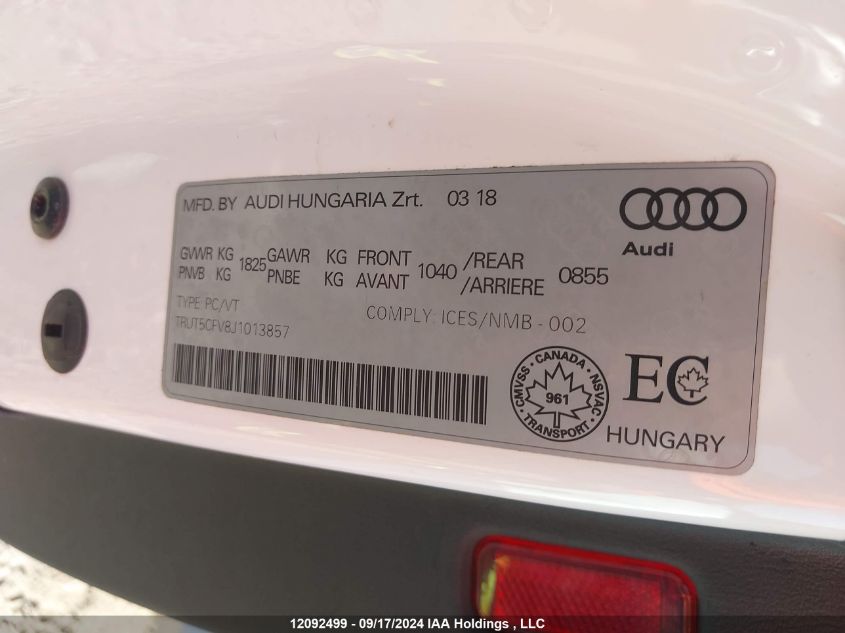 MFD. BY AUDI HUNGARIA Zrt. 03 18
Audi
GVWR KG 1825 GAWR KG FRONT 1040 /REAR 0855
PNVB KG PNBE KG AVANT /ARRIERE
TYPE: PC/VT COMPLY: ICES/NMB - 002
TRUT5CFV8J1013857
CMVSS · CANADA · NSVAC · TRANSPORT ·
961
EC
HUNGARY
12092499 - 09/17/2024 IAA Holdings , LLC